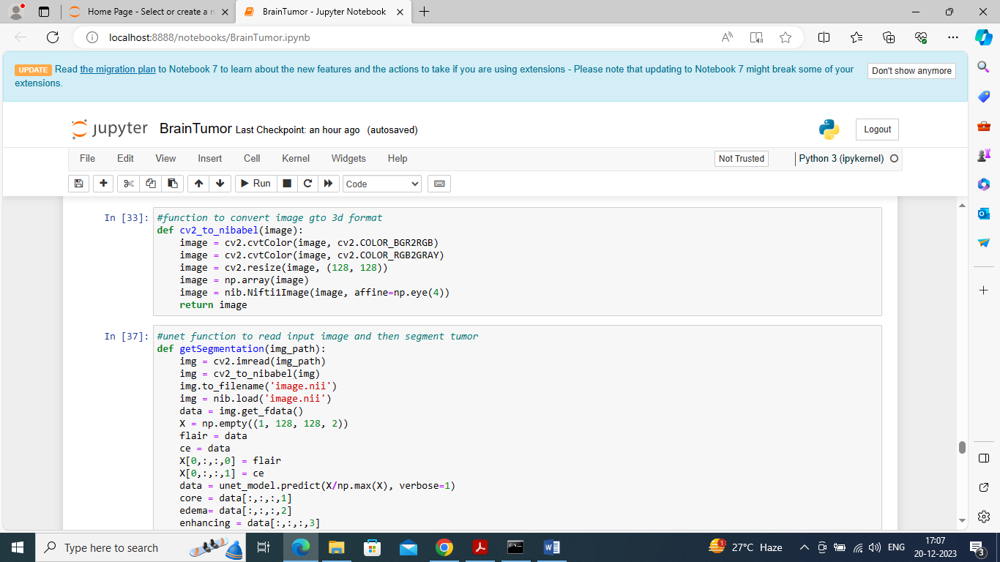 Home Page - Select or create a n
BrainTumor - Jupyter Notebook
localhost:8888/notebooks/BrainTumor.ipynb
UPDATE Read the migration plan to Notebook 7 to learn about the new features and the actions to take if you are using extensions - Please note that updating to Notebook 7 might break some of your
extensions.
Don't show anymore
jupyter BrainTumor Last Checkpoint: an hour ago (autosaved)
Logout
File Edit View Insert Cell Kernel Widgets Help
Not Trusted
Python 3 (ipykernel)
Run
Code
In [33]:
#function to convert image gto 3d format
def cv2_to_nibabel(image):
    image = cv2.cvtColor(image, cv2.COLOR_BGR2RGB)
    image = cv2.cvtColor(image, cv2.COLOR_RGB2GRAY)
    image = cv2.resize(image, (128, 128))
    image = np.array(image)
    image = nib.Nifti1Image(image, affine=np.eye(4))
    return image
In [37]:
#unet function to read input image and then segment tumor
def getSegmentation(img_path):
    img = cv2.imread(img_path)
    img = cv2_to_nibabel(img)
    img.to_filename('image.nii')
    img = nib.load('image.nii')
    data = img.get_fdata()
    X = np.empty((1, 128, 128, 2))
    flair = data
    ce = data
    X[0,:,:,0] = flair
    X[0,:,:,1] = ce
    data = unet_model.predict(X/np.max(X), verbose=1)
    core = data[:,:,:,1]
    edema= data[:,:,:,2]
    enhancing = data[:,:,:,3]
Type here to search
1
27°C Haze
ENG
17:07
20-12-2023
3